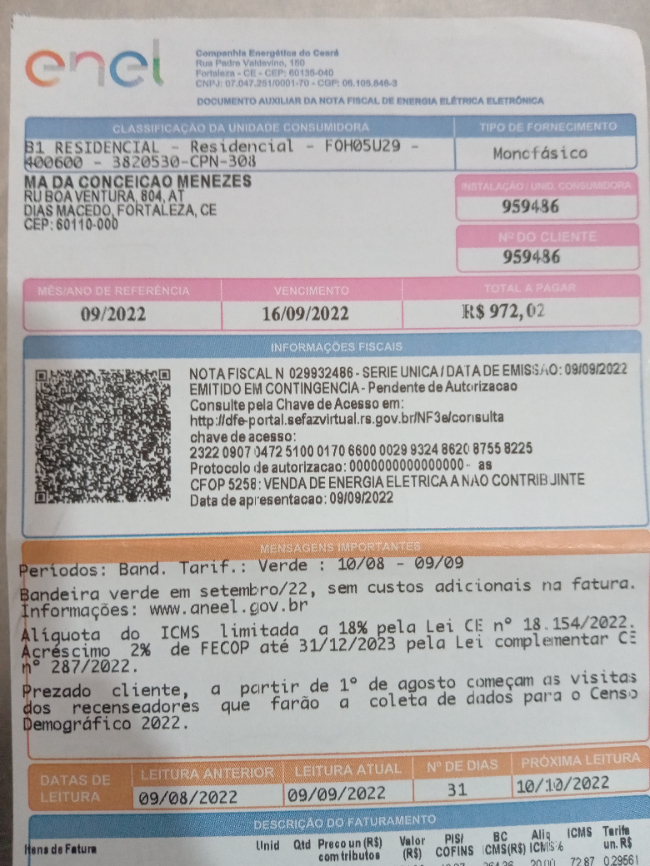 enel
Companhia Energética do Ceará
Rua Padre Valdevino, 150
Fortaleza - CE - CEP: 60135-040
CNPJ: 07.047.251/0001-70 - CGF: 06.105.848-3
DOCUMENTO AUXILIAR DA NOTA FISCAL DE ENERGIA ELÉTRICA ELETRÔNICA
CLASSIFICAÇÃO DA UNIDADE CONSUMIDORA
TIPO DE FORNECIMENTO
B1 RESIDENCIAL - Residencial - F0H05U29 -
400600 - 3820530-CPN-308
Monofásico
MA DA CONCEICAO MENEZES
RU BOA VENTURA, 804, AT
DIAS MACEDO, FORTALEZA, CE
CEP: 60110-000
INSTALAÇÃO / UNID. CONSUMIDORA
959486
Nº DO CLIENTE
959486
MÊS/ANO DE REFERÊNCIA
VENCIMENTO
TOTAL A PAGAR
09/2022
16/09/2022
R$ 972,02
INFORMAÇÕES FISCAIS
NOTA FISCAL N 029932486 - SERIE UNICA / DATA DE EMISSAO: 09/09/2022
EMITIDO EM CONTINGENCIA - Pendente de Autorizacao
Consulte pela Chave de Acesso em:
http://dfe-portal.sefazvirtual.rs.gov.br/NF3e/consulta
chave de acesso:
2322 0907 0472 5100 0170 6600 0029 9324 8620 8755 8225
Protocolo de autorizacao: 0000000000000000 - as
CFOP 5258: VENDA DE ENERGIA ELETRICA A NAO CONTRIBUINTE
Data de apresentacao: 09/09/2022
MENSAGENS IMPORTANTES
Períodos: Band. Tarif.: Verde : 10/08 - 09/09
Bandeira verde em setembro/22, sem custos adicionais na fatura.
Informações: www.aneel.gov.br
Alíquota do ICMS limitada a 18% pela Lei CE nº 18.154/2022.
Acréscimo 2% de FECOP até 31/12/2023 pela Lei complementar CE
nº 287/2022.
Prezado cliente, a partir de 1º de agosto começam as visitas
dos recenseadores que farão a coleta de dados para o Censo
Demográfico 2022.
DATAS DE
LEITURA
LEITURA ANTERIOR
LEITURA ATUAL
Nº DE DIAS
PRÓXIMA LEITURA
09/08/2022
09/09/2022
31
10/10/2022
DESCRIÇÃO DO FATURAMENTO
Itens de Fatura
Unid
Qtd
Preco un (R$)
com tributos
Valor
(R$)
PIS/
COFINS
BC
ICMS(R$)
Aliq
ICMS%
ICMS
Tarifa
un. R$
20,00
72,87
0,29561